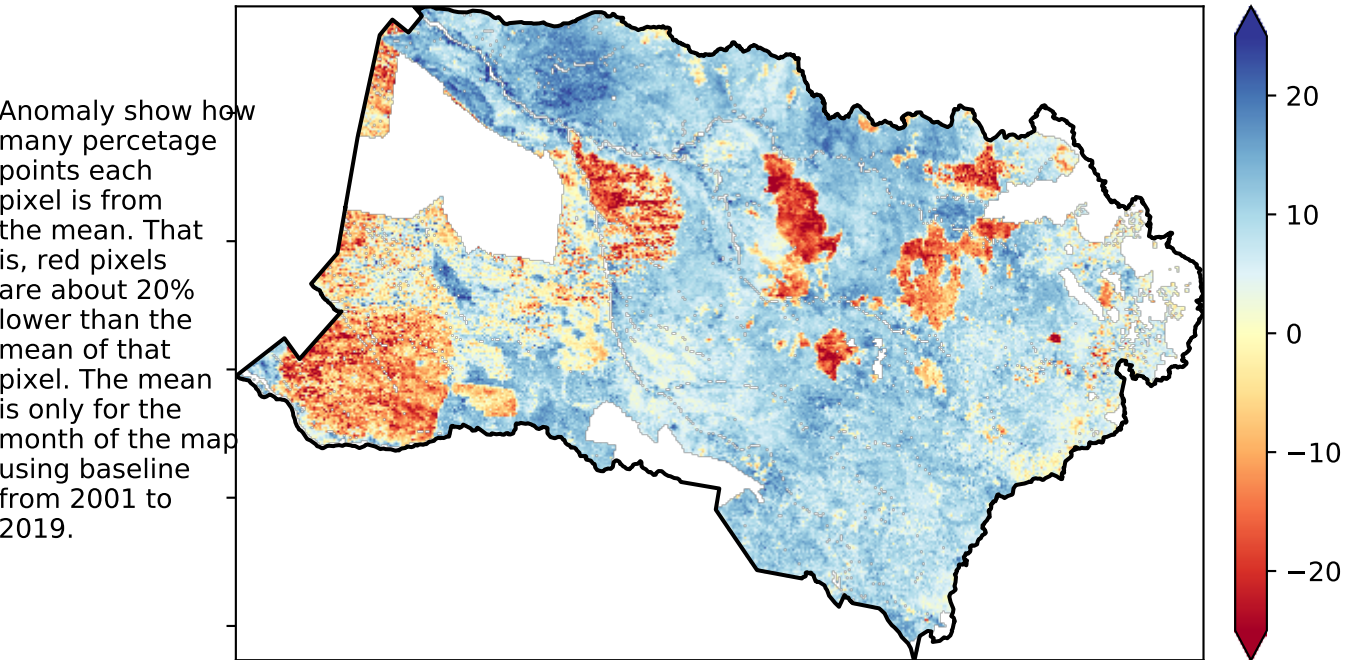 Anomaly show how
many percetage
points each
pixel is from
the mean. That
is, red pixels
are about 20%
lower than the
mean of that
pixel. The mean
is only for the
month of the map
using baseline
from 2001 to
2019.
20
10
0
−10
−20